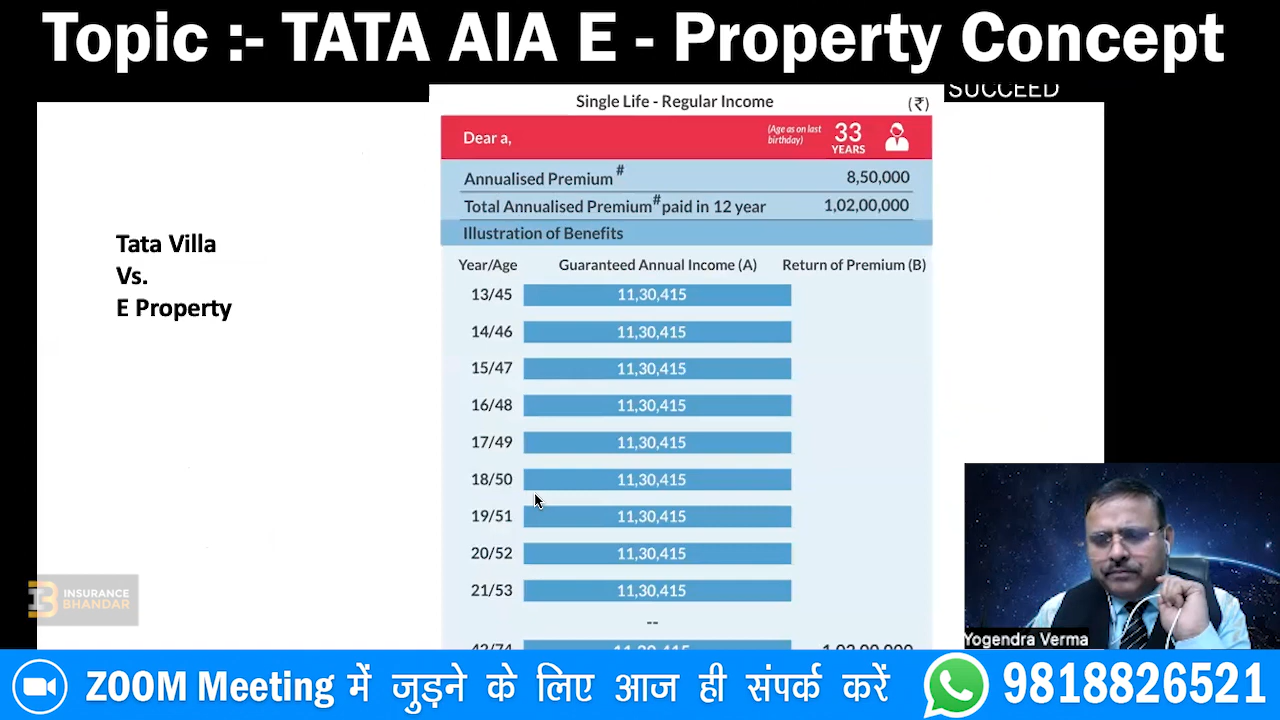 Topic :- TATA AIA E - Property Concept
SUCCEED
Single Life - Regular Income (₹)
Dear a, (Age as on last birthday) 33 YEARS
Annualised Premium # 8,50,000
Total Annualised Premium# paid in 12 year 1,02,00,000
Illustration of Benefits
Year/Age Guaranteed Annual Income (A) Return of Premium (B)
13/45 11,30,415
14/46 11,30,415
15/47 11,30,415
16/48 11,30,415
17/49 11,30,415
18/50 11,30,415
19/51 11,30,415
20/52 11,30,415
21/53 11,30,415
--
Tata Villa
Vs.
E Property
INSURANCE
BHANDAR
Yogendra Verma
ZOOM Meeting में जुड़ने के लिए आज ही संपर्क करें 9818826521